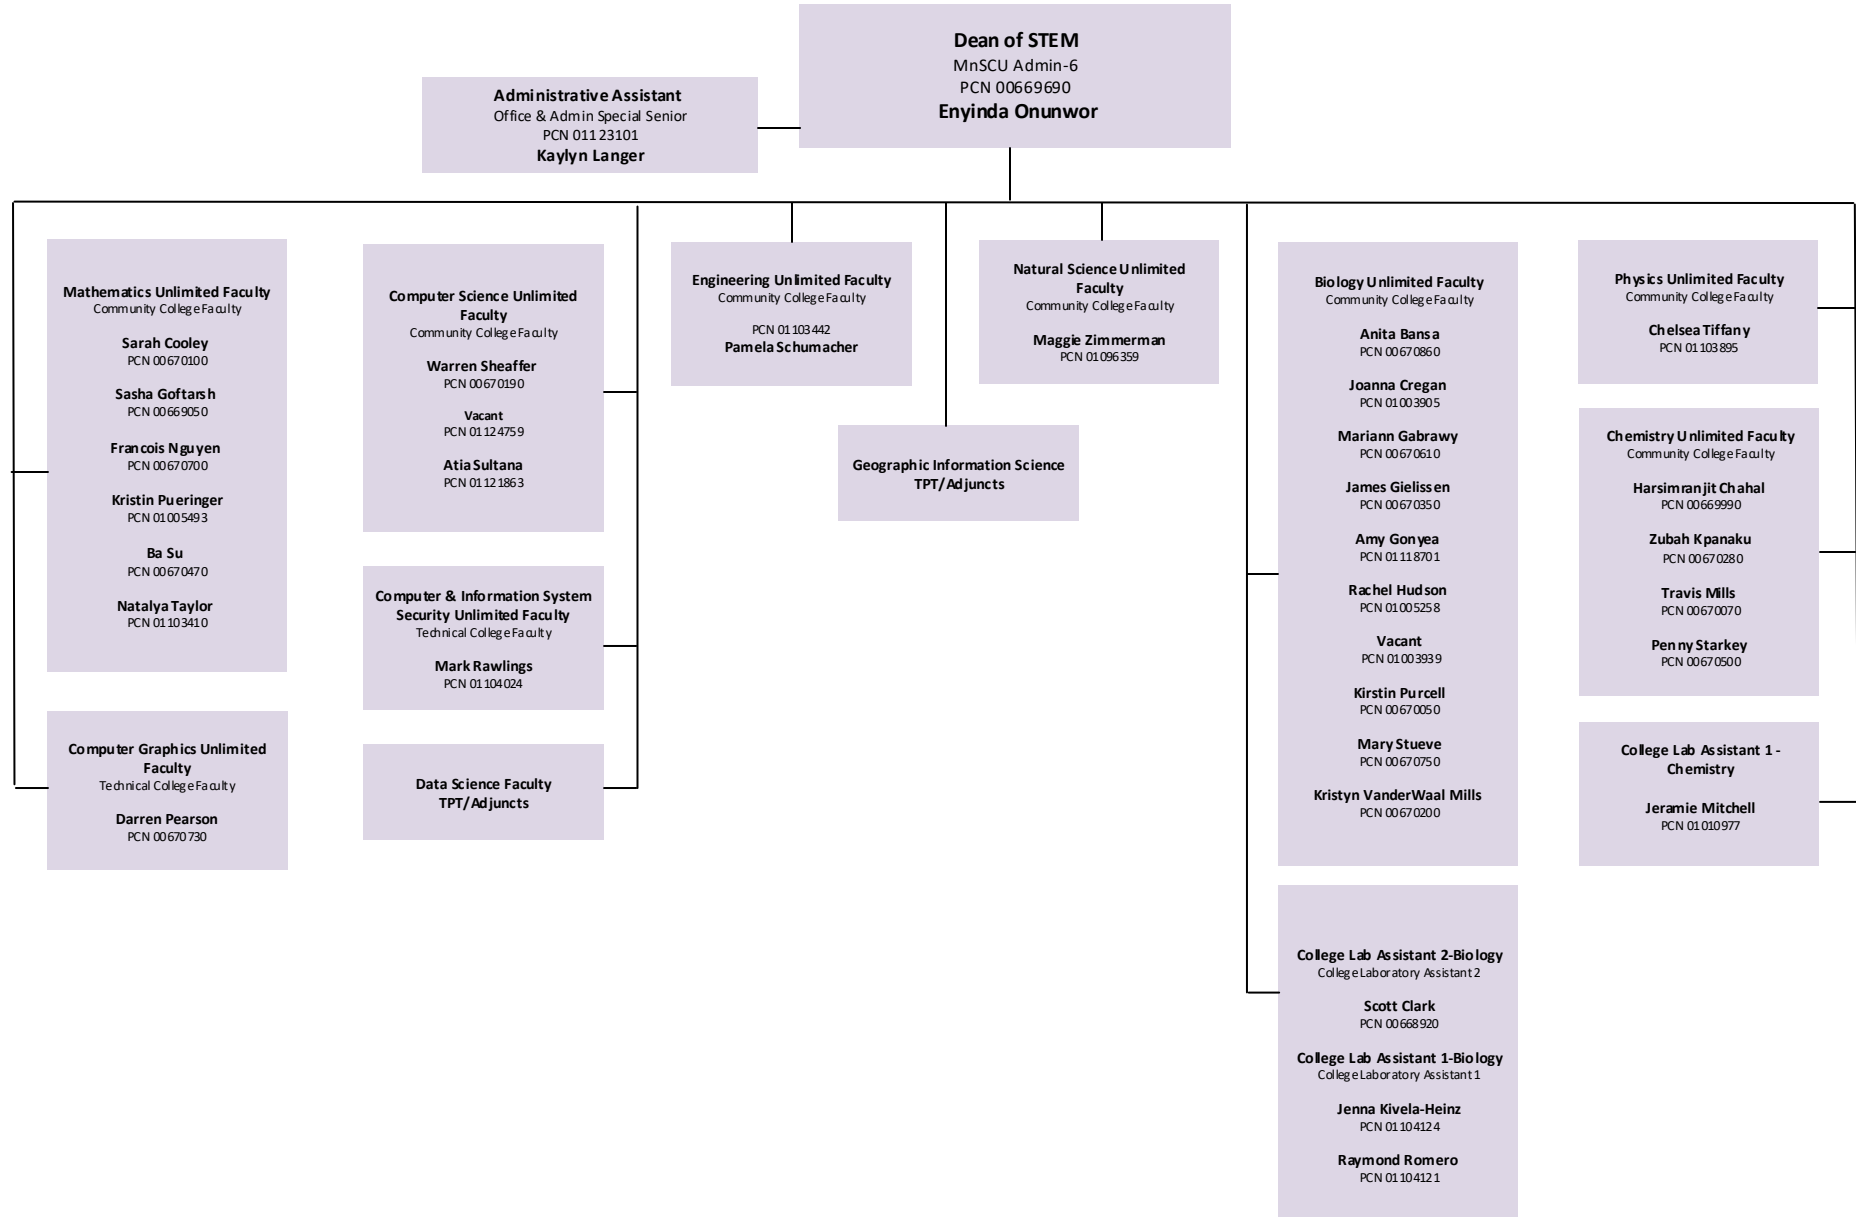 Dean of STEM
MnSCU Admin-6
PCN 00669690
Enyinda Onunwor
Administrative Assistant
Office & Admin Special Senior
PCN 01123101
Kaylyn Langer
Mathematics Unlimited Faculty
Community College Faculty
Sarah Cooley
PCN 00670100
Sasha Goftarsh
PCN 00669050
Francois Nguyen
PCN 00670700
Kristin Pueringer
PCN 01005493
Ba Su
PCN 00670470
Natalya Taylor
PCN 01103410
Computer Graphics Unlimited
Faculty
Technical College Faculty
Darren Pearson
PCN 00670730
Computer Science Unlimited
Faculty
Community College Faculty
Warren Sheaffer
PCN 00670190
Vacant
PCN 01124759
Atia Sultana
PCN 01121863
Computer & Information System
Security Unlimited Faculty
Technical College Faculty
Mark Rawlings
PCN 01104024
Data Science Faculty
TPT/Adjuncts
Engineering Unlimited Faculty
Community College Faculty
PCN 01103442
Pamela Schumacher
Geographic Information Science
TPT/Adjuncts
Natural Science Unlimited
Faculty
Community College Faculty
Maggie Zimmerman
PCN 01096359
Biology Unlimited Faculty
Community College Faculty
Anita Bansa
PCN 00670860
Joanna Cregan
PCN 01003905
Mariann Gabrawy
PCN 00670610
James Gielissen
PCN 00670350
Amy Gonyea
PCN 01118701
Rachel Hudson
PCN 01005258
Vacant
PCN 01003939
Kirstin Purcell
PCN 00670050
Mary Stueve
PCN 00670750
Kristyn VanderWaal Mills
PCN 00670200
College Lab Assistant 2-Biology
College Laboratory Assistant 2
Scott Clark
PCN 00668920
College Lab Assistant 1-Biology
College Laboratory Assistant 1
Jenna Kivela-Heinz
PCN 01104124
Raymond Romero
PCN 01104121
Physics Unlimited Faculty
Community College Faculty
Chelsea Tiffany
PCN 01103895
Chemistry Unlimited Faculty
Community College Faculty
Harsimranjit Chahal
PCN 00669990
Zubah Kpanaku
PCN 00670280
Travis Mills
PCN 00670070
Penny Starkey
PCN 00670500
College Lab Assistant 1 -
Chemistry
Jeramie Mitchell
PCN 01010977